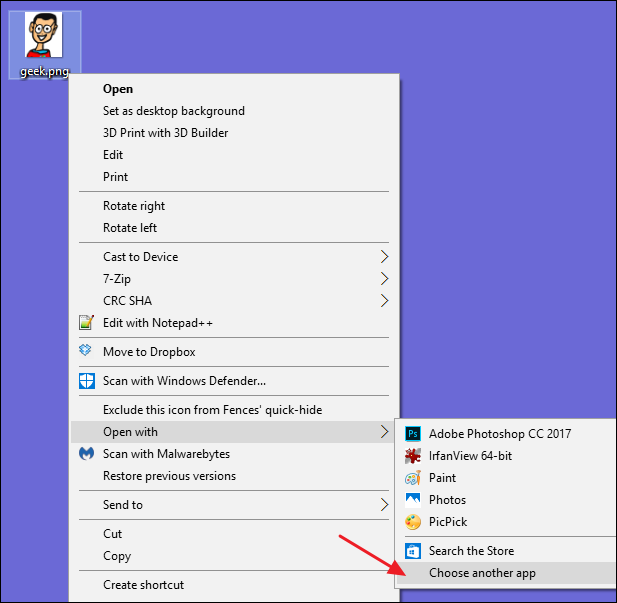 geek.png
Open
Set as desktop background
3D Print with 3D Builder
Edit
Print
Rotate right
Rotate left
Cast to Device
7-Zip
CRC SHA
Edit with Notepad++
Move to Dropbox
Scan with Windows Defender...
Exclude this icon from Fences' quick-hide
Open with
Scan with Malwarebytes
Restore previous versions
Send to
Cut
Copy
Create shortcut
Ps Adobe Photoshop CC 2017
IrfanView 64-bit
Paint
Photos
PicPick
Search the Store
Choose another app